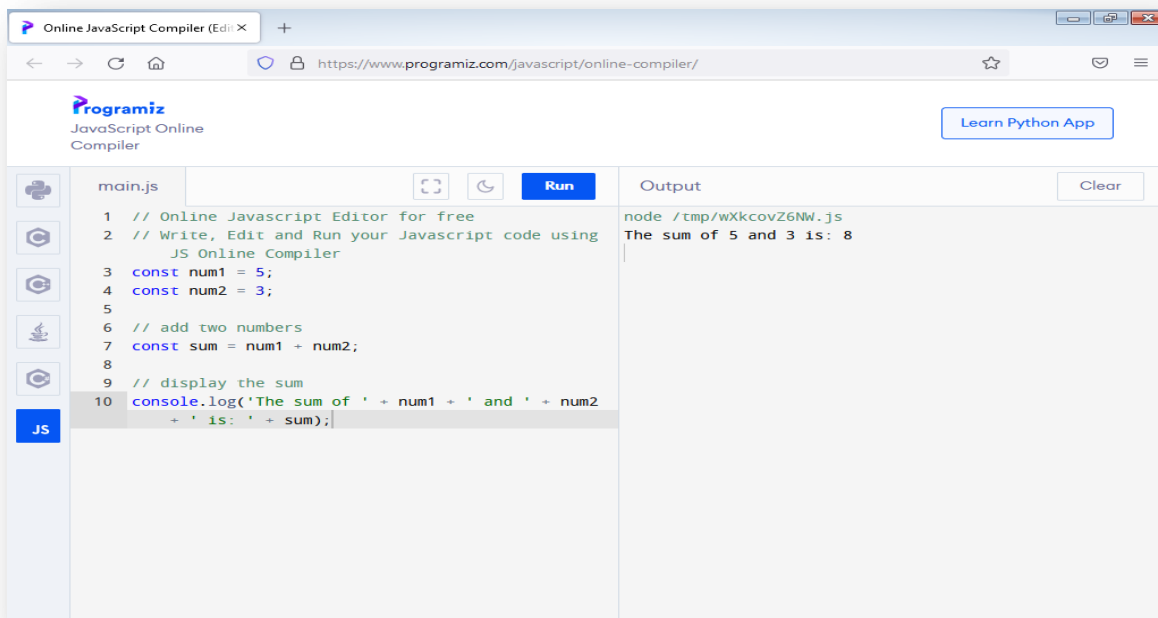 Online JavaScript Compiler (Edit
https://www.programiz.com/javascript/online-compiler/
Programiz
JavaScript Online
Compiler
Learn Python App
main.js
Run
Output
Clear
1 // Online Javascript Editor for free
2 // Write, Edit and Run your Javascript code using
JS Online Compiler
3 const num1 = 5;
4 const num2 = 3;
5
6 // add two numbers
7 const sum = num1 + num2;
8
9 // display the sum
10 console.log('The sum of ' + num1 + ' and ' + num2
+ ' is: ' + sum);
node /tmp/wXkcovZ6NW.js
The sum of 5 and 3 is: 8
JS